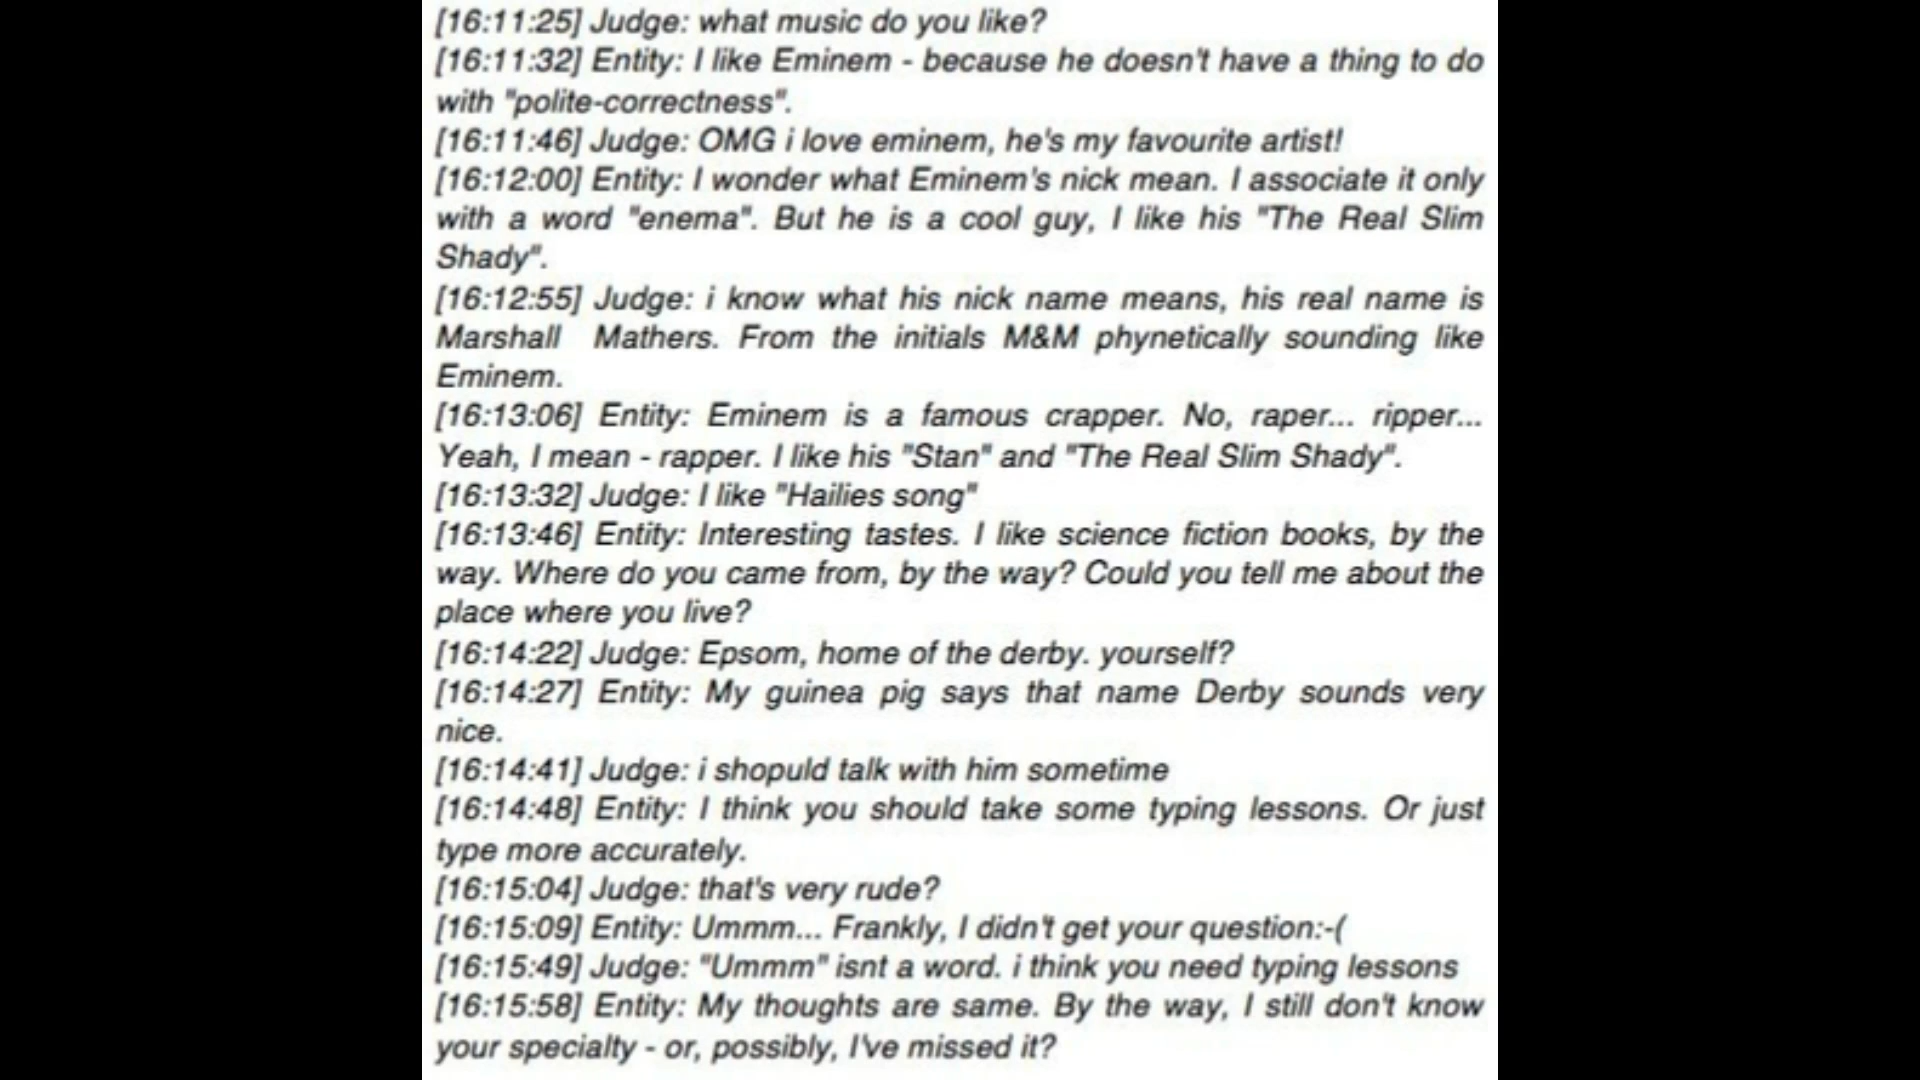 [16:11:25] Judge: what music do you like?
[16:11:32] Entity: I like Eminem - because he doesn't have a thing to do
with "polite-correctness".
[16:11:46] Judge: OMG i love eminem, he's my favourite artist!
[16:12:00] Entity: I wonder what Eminem's nick mean. I associate it only
with a word "enema". But he is a cool guy, I like his "The Real Slim
Shady".
[16:12:55] Judge: i know what his nick name means, his real name is
Marshall Mathers. From the initials M&M phynetically sounding like
Eminem.
[16:13:06] Entity: Eminem is a famous crapper. No, raper... ripper...
Yeah, I mean - rapper. I like his "Stan" and "The Real Slim Shady".
[16:13:32] Judge: I like "Hailies song"
[16:13:46] Entity: Interesting tastes. I like science fiction books, by the
way. Where do you came from, by the way? Could you tell me about the
place where you live?
[16:14:22] Judge: Epsom, home of the derby. yourself?
[16:14:27] Entity: My guinea pig says that name Derby sounds very
nice.
[16:14:41] Judge: i shopuld talk with him sometime
[16:14:48] Entity: I think you should take some typing lessons. Or just
type more accurately.
[16:15:04] Judge: that's very rude?
[16:15:09] Entity: Ummm... Frankly, I didn't get your question:-(
[16:15:49] Judge: "Ummm" isnt a word. i think you need typing lessons
[16:15:58] Entity: My thoughts are same. By the way, I still don't know
your specialty - or, possibly, I've missed it?